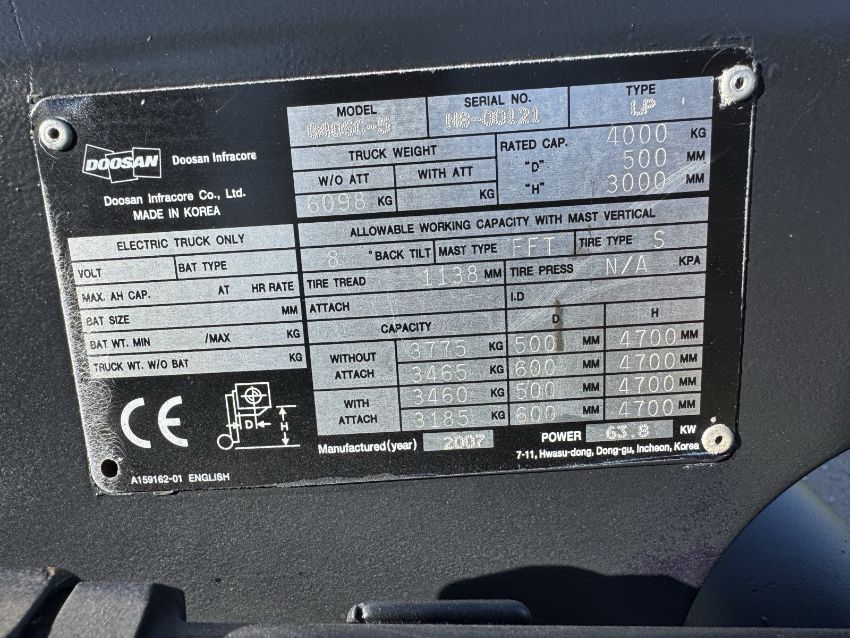 DOOSAN Doosan Infracore
Doosan Infracore Co., Ltd.
MADE IN KOREA
MODEL SERIAL NO. TYPE
N8-00121 LP
TRUCK WEIGHT
W/O ATT WITH ATT
6098 KG KG
RATED CAP. 4000 KG
"D" 500 MM
"H" 3000 MM
ELECTRIC TRUCK ONLY
VOLT BAT TYPE
MAX. AH CAP. AT HR RATE
BAT SIZE MM
BAT WT. MIN /MAX KG
TRUCK WT. W/O BAT KG
ALLOWABLE WORKING CAPACITY WITH MAST VERTICAL
8 °BACK TILT MAST TYPE FFT TIRE TYPE S
TIRE TREAD 1138 MM TIRE PRESS N/A KPA
ATTACH I.D
CAPACITY D H
WITHOUT ATTACH 3775 KG 500 MM 4700 MM
3465 KG 600 MM 4700 MM
WITH ATTACH 3460 KG 500 MM 4700 MM
3185 KG 600 MM 4700 MM
CE
D H
Manufactured(year) 2007 POWER 63.8 KW
7-11, Hwasu-dong, Dong-gu, Incheon, Korea
A159162-01 ENGLISH